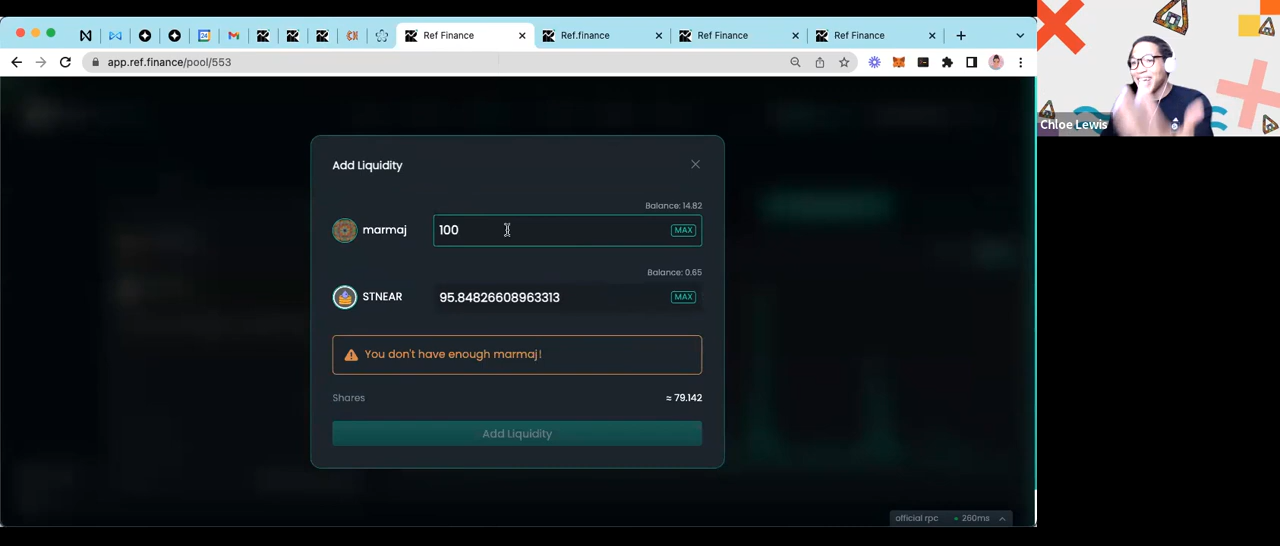 Ref Finance
Ref.finance
Ref Finance
Ref Finance
app.ref.finance/pool/553
Chloe Lewis
Add Liquidity
Balance: 14.82
marmaj
100
MAX
Balance: 0.65
STNEAR
95.84826608963313
MAX
You don't have enough marmaj!
Shares
≈ 79.142
Add Liquidity
official rpc
260ms